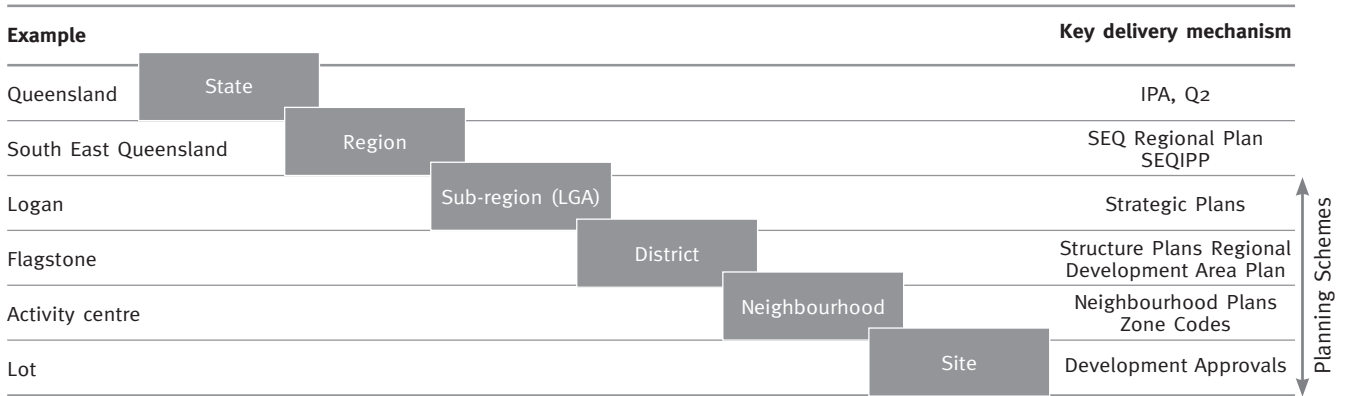 Example
Key delivery mechanism
Queensland
State
IPA, Q2
South East Queensland
Region
SEQ Regional Plan
SEQIPP
Logan
Sub-region (LGA)
Strategic Plans
Flagstone
District
Structure Plans Regional
Development Area Plan
Activity centre
Neighbourhood
Neighbourhood Plans
Zone Codes
Lot
Site
Development Approvals
Planning Schemes